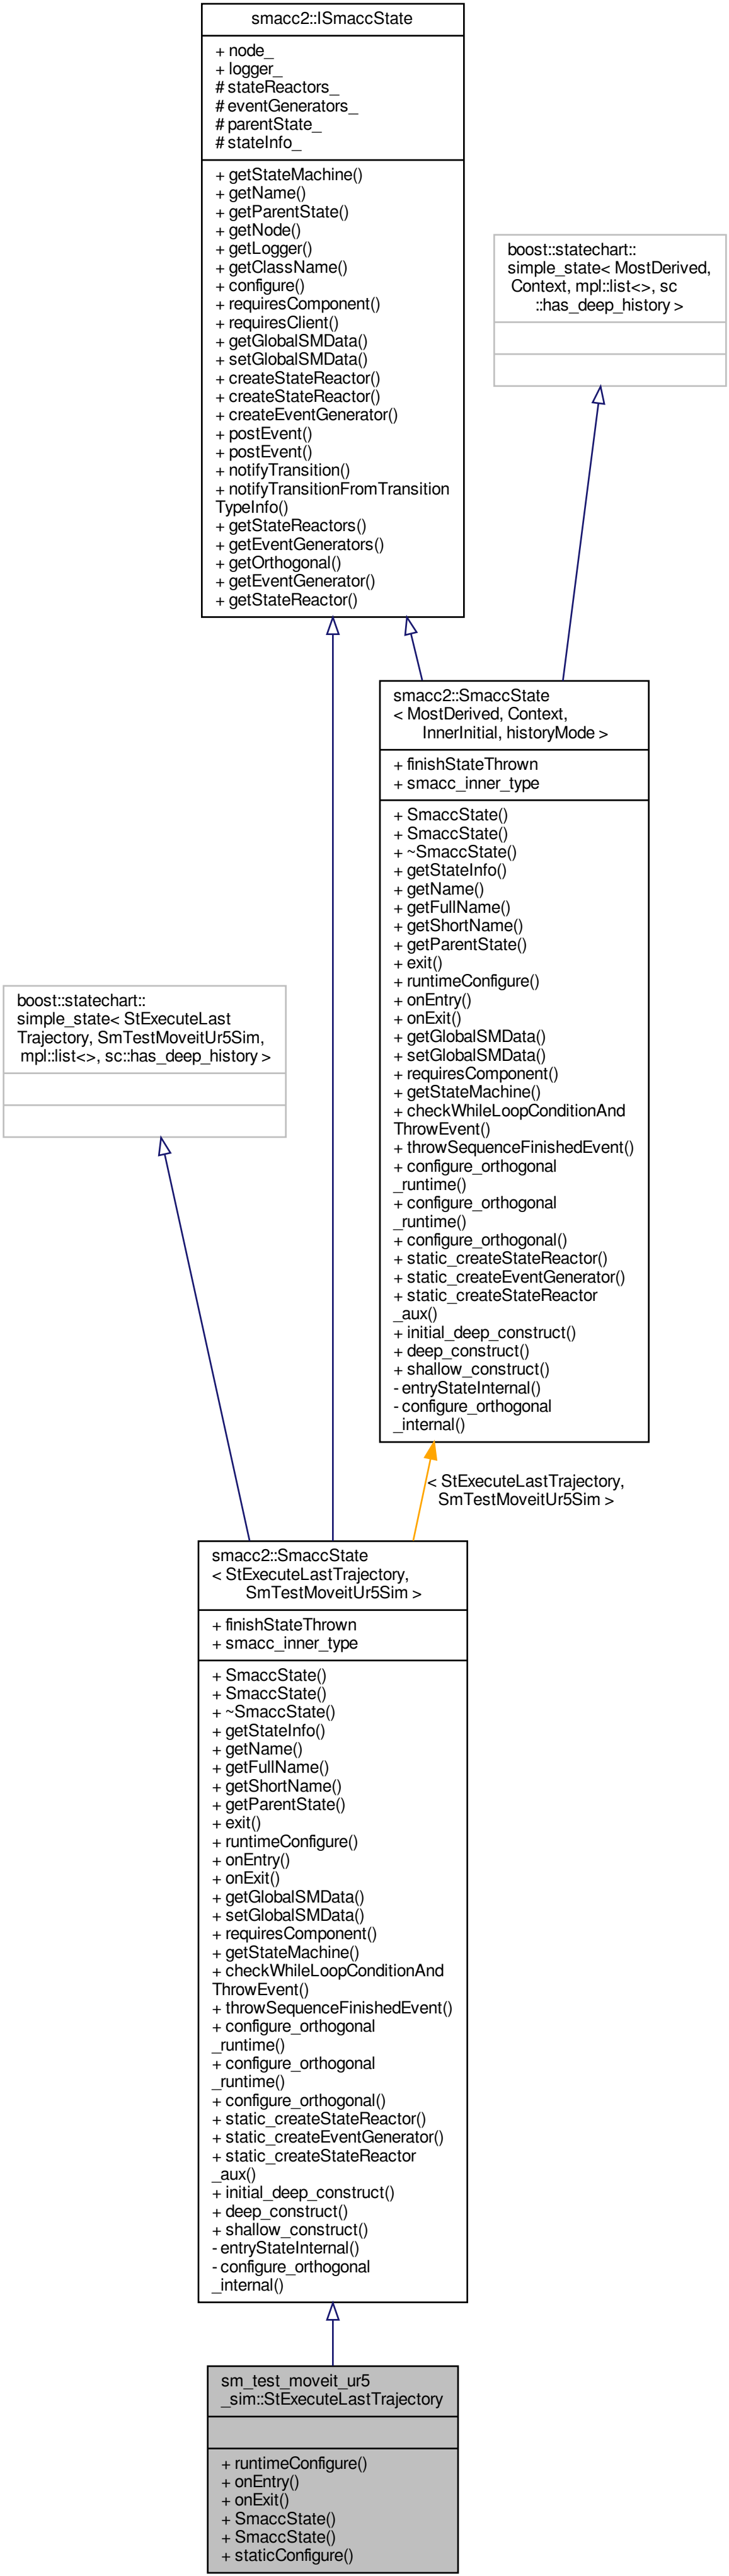 smacc2::ISmaccState
+ node_
+ logger_
# stateReactors_
# eventGenerators_
# parentState_
# stateInfo_
+ getStateMachine()
+ getName()
+ getParentState()
+ getNode()
+ getLogger()
+ getClassName()
+ configure()
+ requiresComponent()
+ requiresClient()
+ getGlobalSMData()
+ setGlobalSMData()
+ createStateReactor()
+ createStateReactor()
+ createEventGenerator()
+ postEvent()
+ postEvent()
+ notifyTransition()
+ notifyTransitionFromTransition
TypeInfo()
+ getStateReactors()
+ getEventGenerators()
+ getOrthogonal()
+ getEventGenerator()
+ getStateReactor()
boost::statechart::
simple_state< MostDerived,
Context, mpl::list<>, sc
::has_deep_history >
smacc2::SmaccState
< MostDerived, Context,
InnerInitial, historyMode >
+ finishStateThrown
+ smacc_inner_type
+ SmaccState()
+ SmaccState()
+ ~SmaccState()
+ getStateInfo()
+ getName()
+ getFullName()
+ getShortName()
+ getParentState()
+ exit()
+ runtimeConfigure()
+ onEntry()
+ onExit()
+ getGlobalSMData()
+ setGlobalSMData()
+ requiresComponent()
+ getStateMachine()
+ checkWhileLoopConditionAnd
ThrowEvent()
+ throwSequenceFinishedEvent()
+ configure_orthogonal
_runtime()
+ configure_orthogonal
_runtime()
+ configure_orthogonal()
+ static_createStateReactor()
+ static_createEventGenerator()
+ static_createStateReactor
_aux()
+ initial_deep_construct()
+ deep_construct()
+ shallow_construct()
- entryStateInternal()
- configure_orthogonal
_internal()
boost::statechart::
simple_state< StExecuteLast
Trajectory, SmTestMoveitUr5Sim,
mpl::list<>, sc::has_deep_history >
< StExecuteLastTrajectory,
SmTestMoveitUr5Sim >
smacc2::SmaccState
< StExecuteLastTrajectory,
SmTestMoveitUr5Sim >
+ finishStateThrown
+ smacc_inner_type
+ SmaccState()
+ SmaccState()
+ ~SmaccState()
+ getStateInfo()
+ getName()
+ getFullName()
+ getShortName()
+ getParentState()
+ exit()
+ runtimeConfigure()
+ onEntry()
+ onExit()
+ getGlobalSMData()
+ setGlobalSMData()
+ requiresComponent()
+ getStateMachine()
+ checkWhileLoopConditionAnd
ThrowEvent()
+ throwSequenceFinishedEvent()
+ configure_orthogonal
_runtime()
+ configure_orthogonal
_runtime()
+ configure_orthogonal()
+ static_createStateReactor()
+ static_createEventGenerator()
+ static_createStateReactor
_aux()
+ initial_deep_construct()
+ deep_construct()
+ shallow_construct()
- entryStateInternal()
- configure_orthogonal
_internal()
sm_test_moveit_ur5
_sim::StExecuteLastTrajectory
+ runtimeConfigure()
+ onEntry()
+ onExit()
+ SmaccState()
+ SmaccState()
+ staticConfigure()